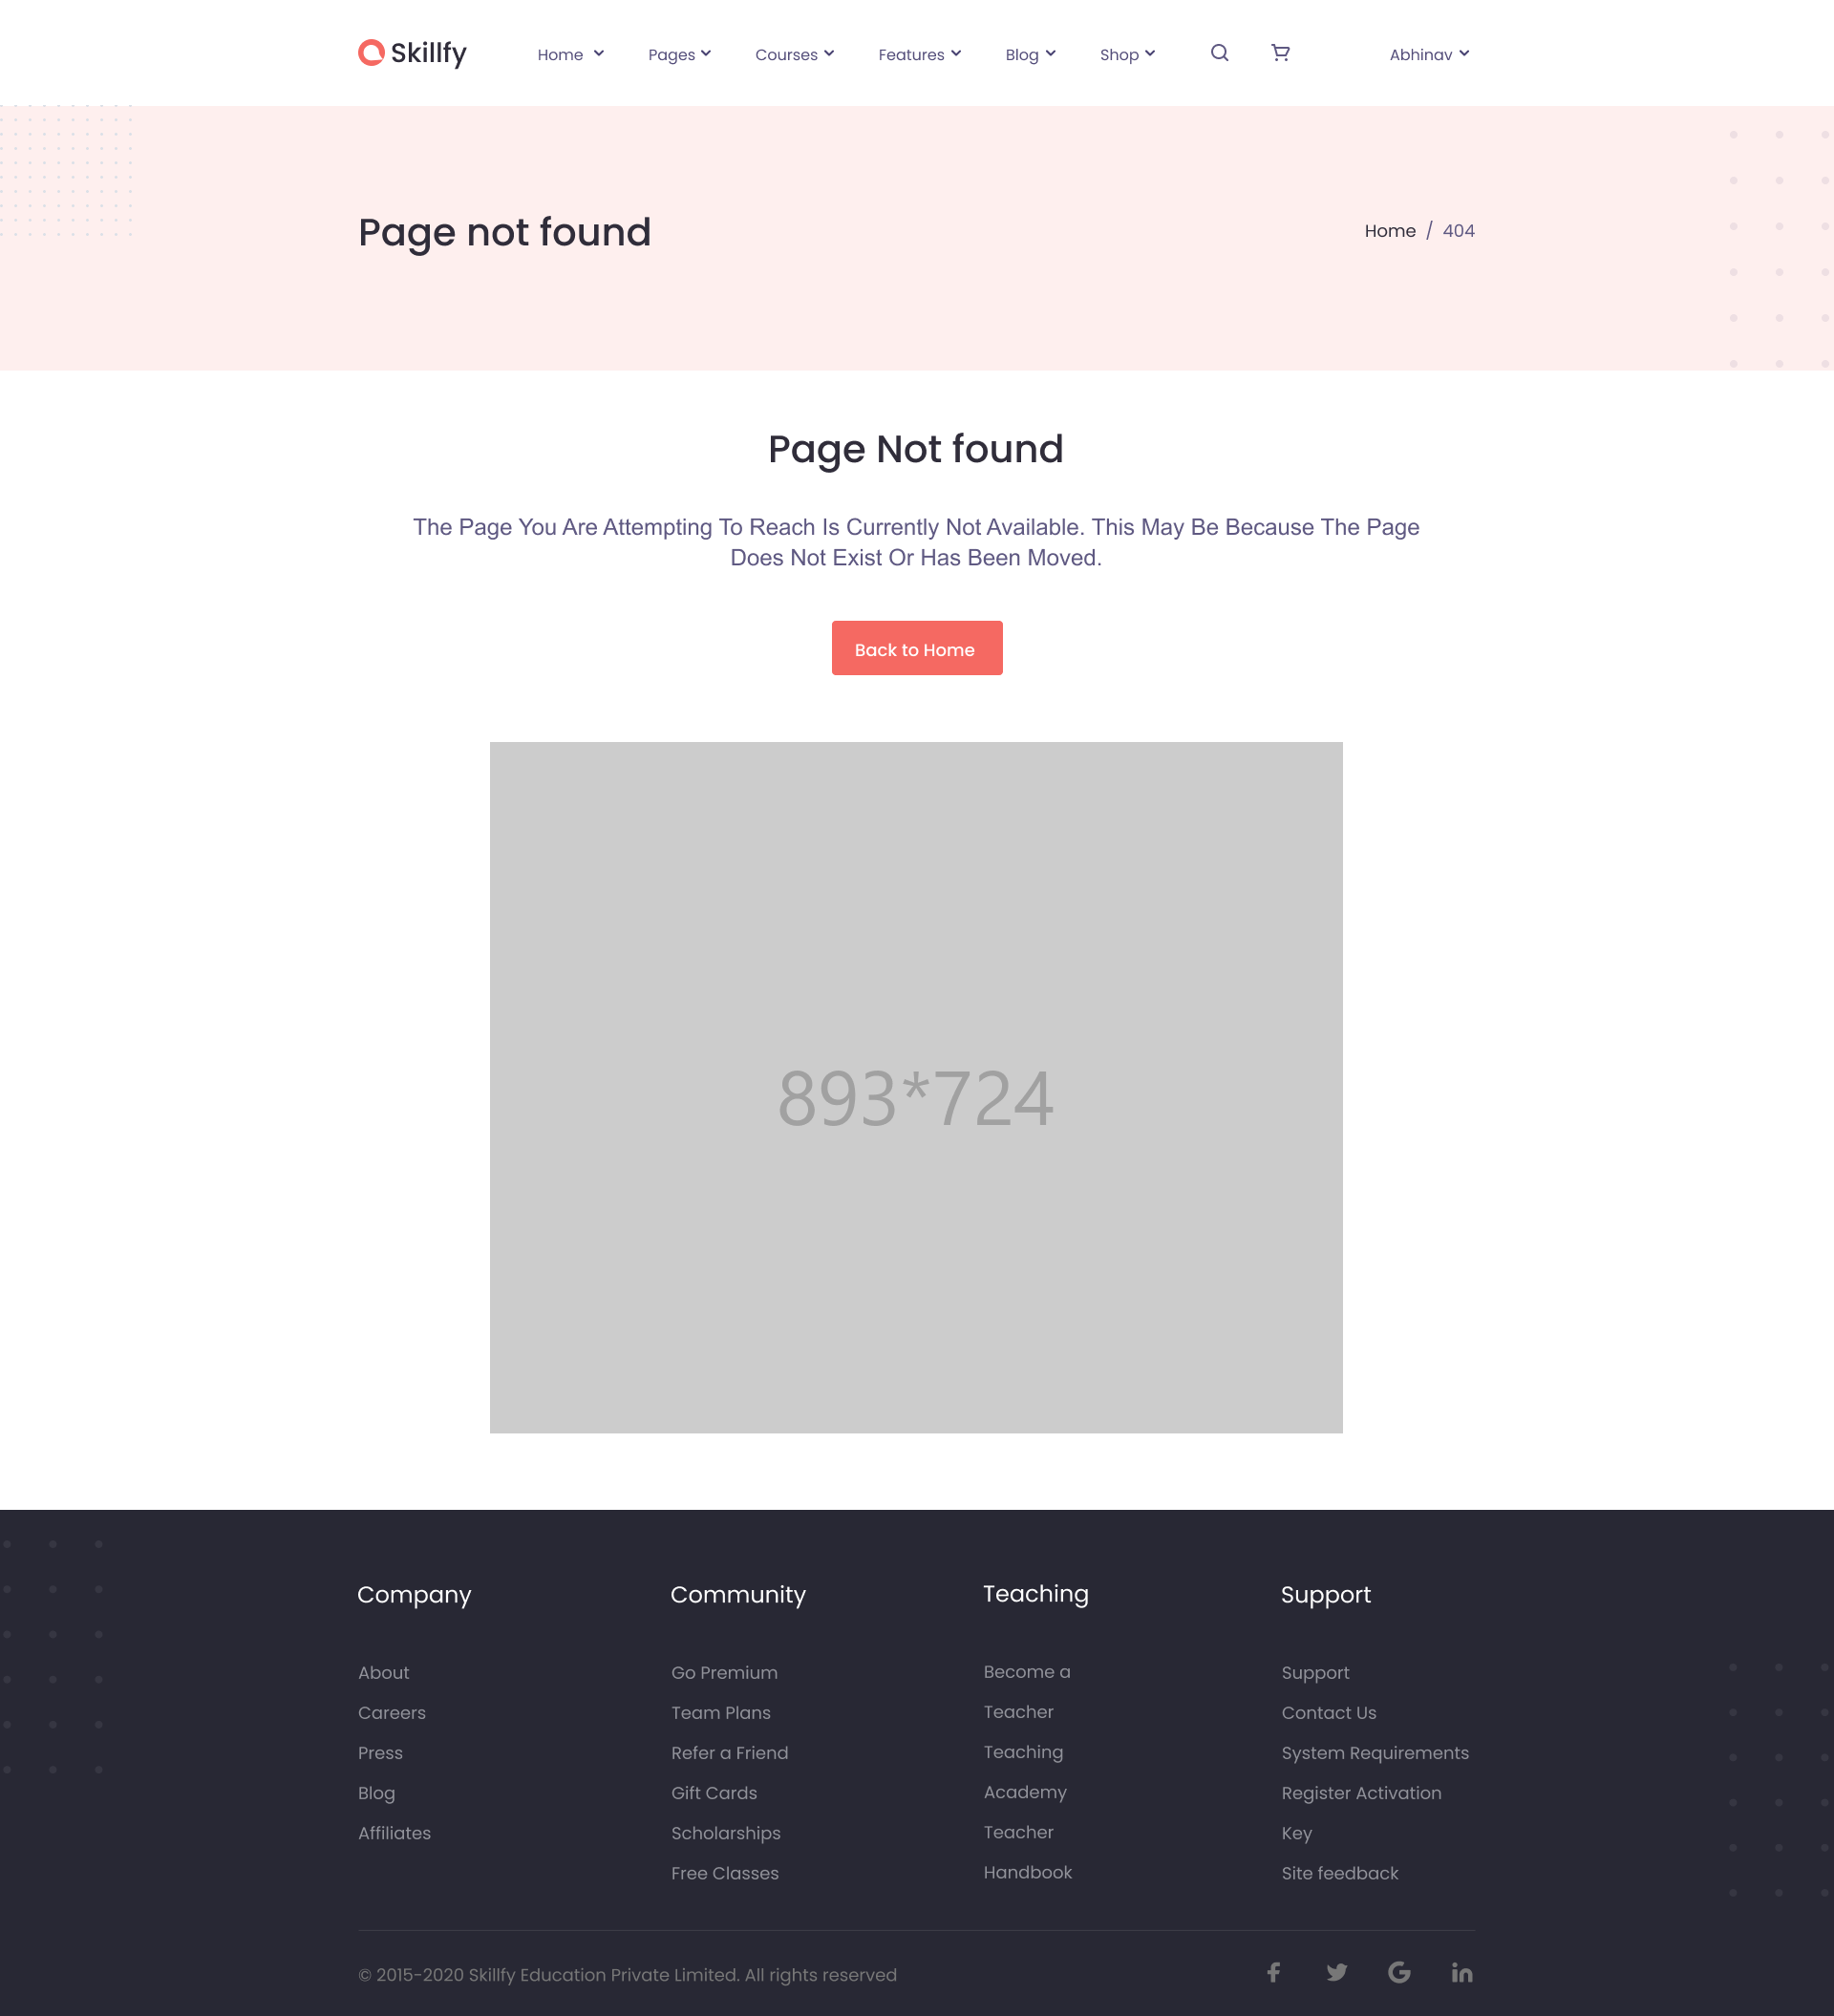 Skillfy Home Pages Courses Features Blog Shop Abhinav
Page not found
Home / 404
Page Not found
The Page You Are Attempting To Reach Is Currently Not Available. This May Be Because The Page
Does Not Exist Or Has Been Moved.
Back to Home
893*724
Company
About
Careers
Press
Blog
Affiliates
Community
Go Premium
Team Plans
Refer a Friend
Gift Cards
Scholarships
Free Classes
Teaching
Become a
Teacher
Teaching
Academy
Teacher
Handbook
Support
Support
Contact Us
System Requirements
Register Activation
Key
Site feedback
© 2015-2020 Skillfy Education Private Limited. All rights reserved